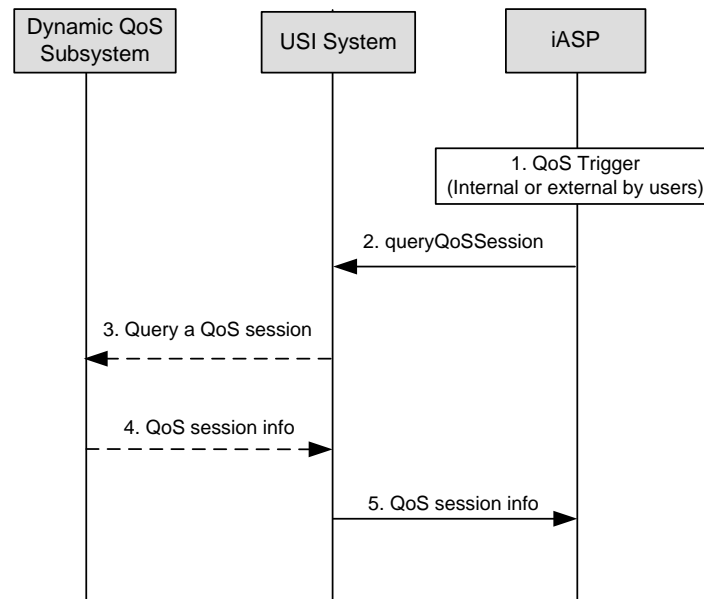 Dynamic QoS
Subsystem
USI System
iASP
1. QoS Trigger
(Internal or external by users)
2. queryQoSSession
3. Query a QoS session
4. QoS session info
5. QoS session info